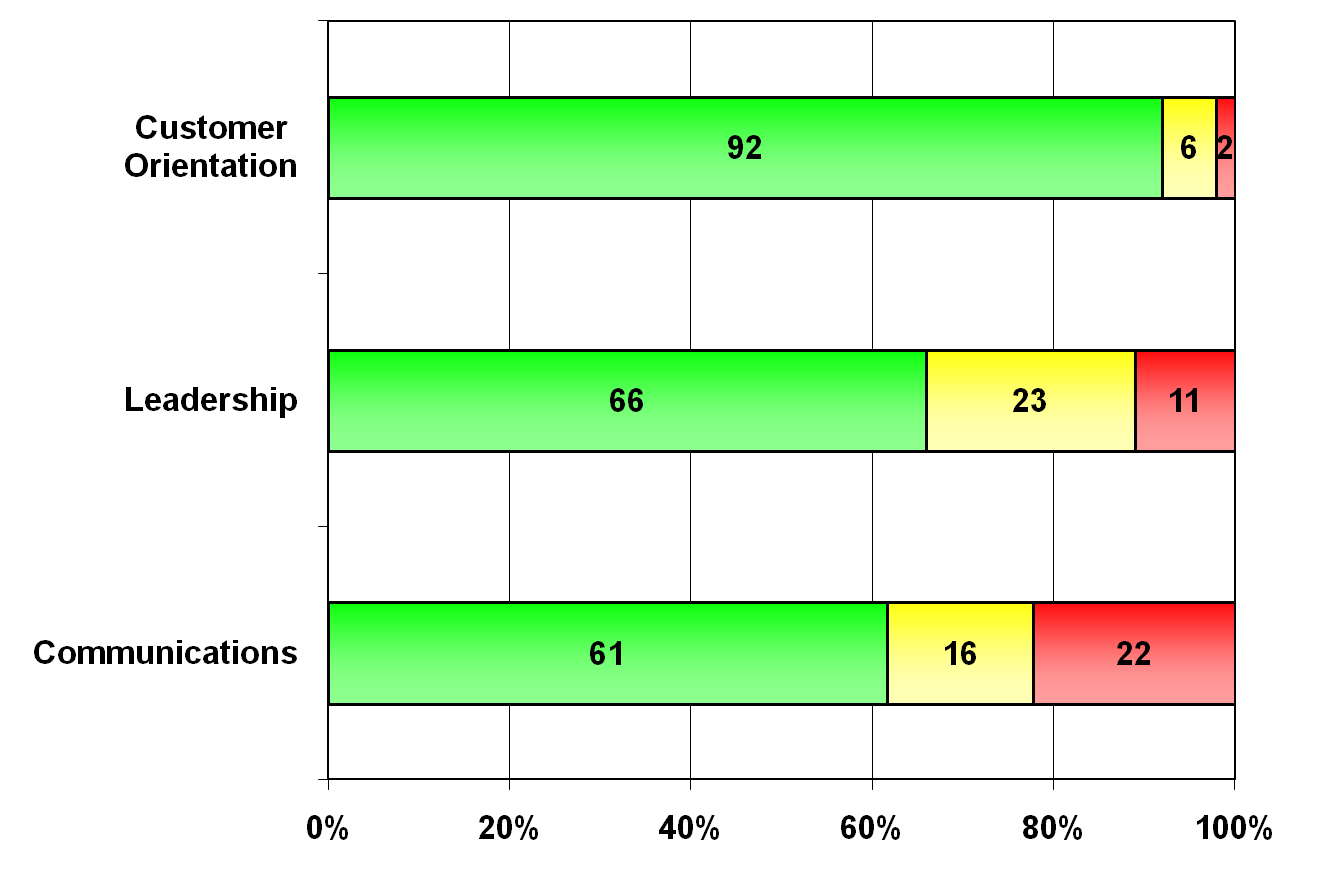 Customer
Orientation
92 6 2
Leadership
66 23 11
Communications
61 16 22
0% 20% 40% 60% 80% 100%